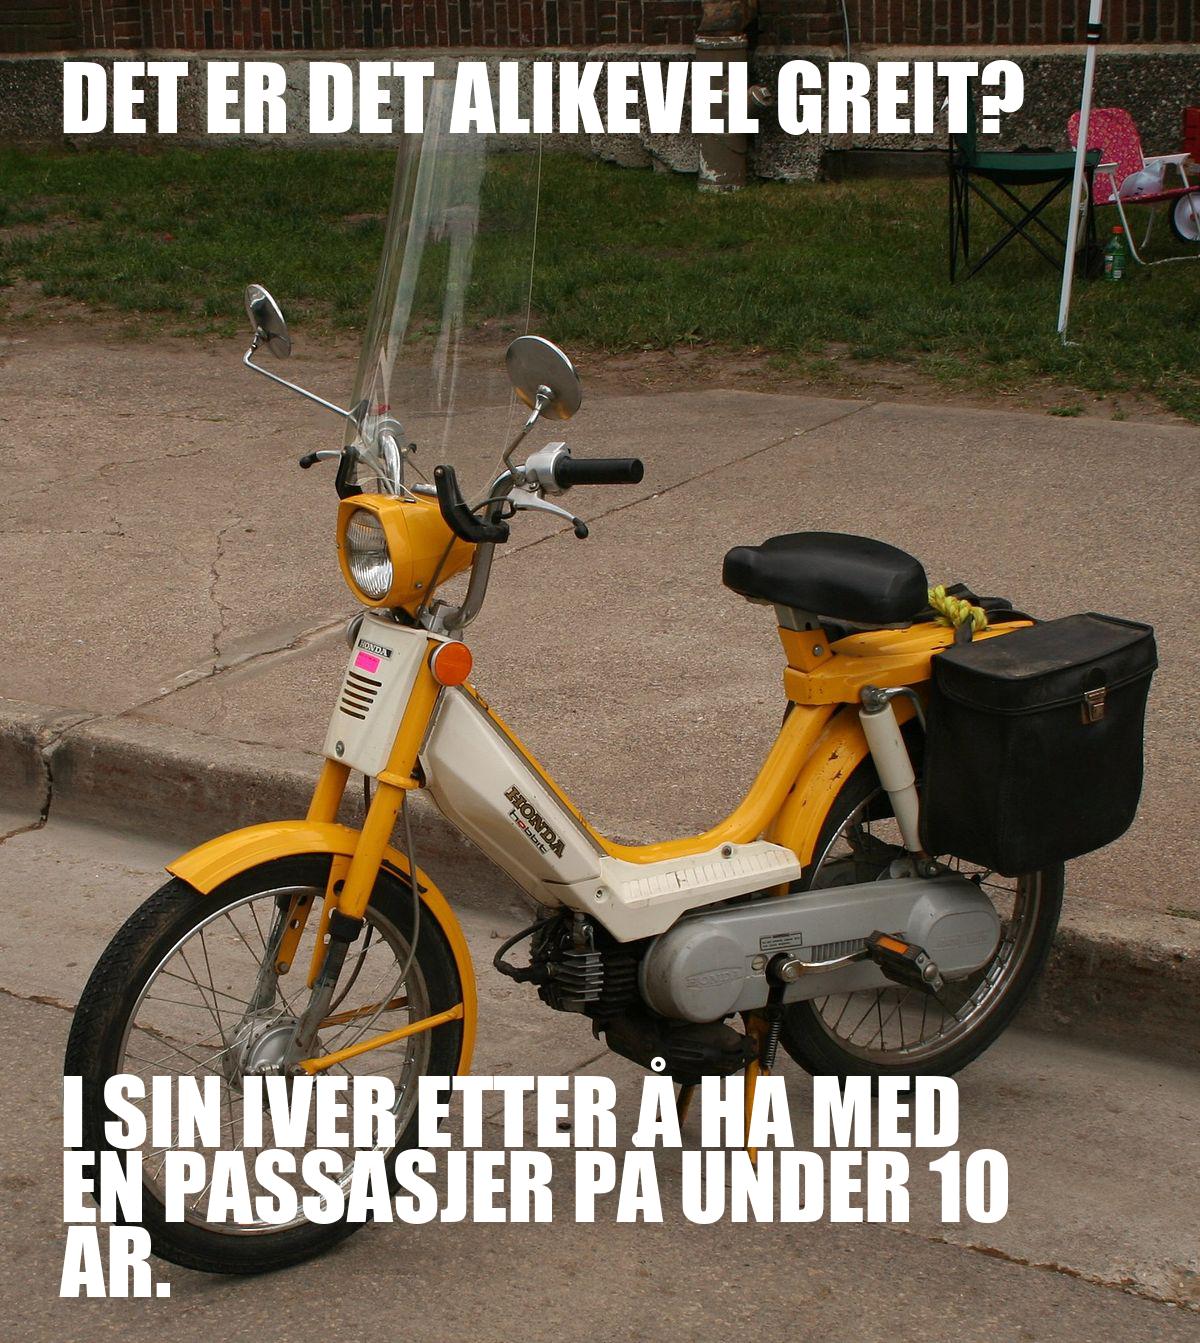 DET ER DET ALIKEVEL GREIT?
HONDA
HONDA
hobbit
HONDA
I SIN IVER ETTER Å HA MED
EN PASSASJER PÅ UNDER 10
ÅR.